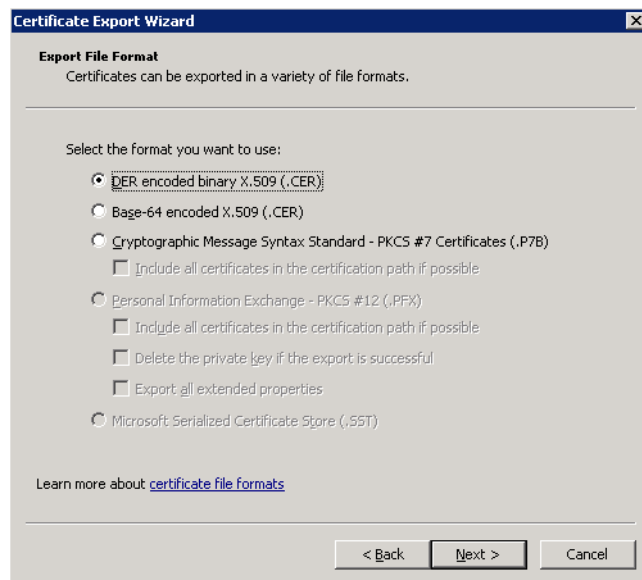 Certificate Export Wizard
Export File Format
Certificates can be exported in a variety of file formats.
Select the format you want to use:
DER encoded binary X.509 (.CER)
Base-64 encoded X.509 (.CER)
Cryptographic Message Syntax Standard - PKCS #7 Certificates (.P7B)
Include all certificates in the certification path if possible
Personal Information Exchange - PKCS #12 (.PFX)
Include all certificates in the certification path if possible
Delete the private key if the export is successful
Export all extended properties
Microsoft Serialized Certificate Store (.SST)
Learn more about certificate file formats
< Back Next > Cancel